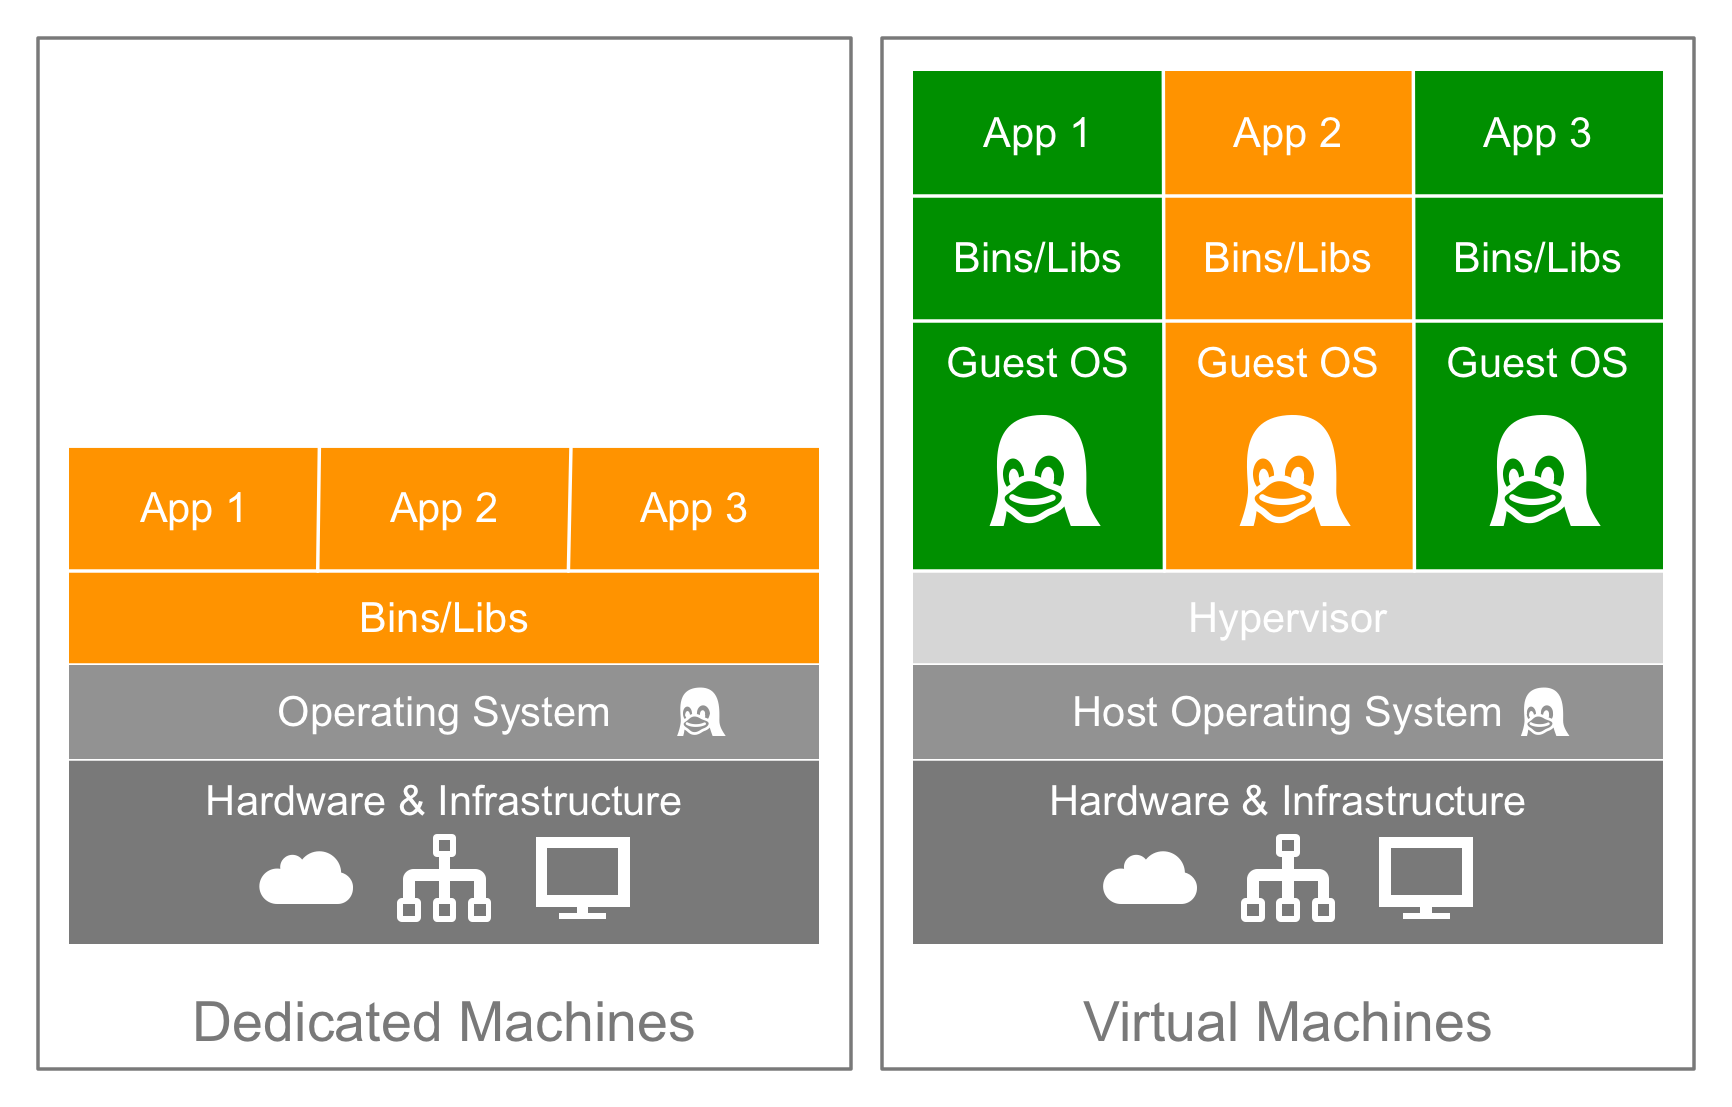 App 1
App 2
App 3
Bins/Libs
Operating System
Hardware & Infrastructure
Dedicated Machines
App 1
App 2
App 3
Bins/Libs
Bins/Libs
Bins/Libs
Guest OS
Guest OS
Guest OS
Hypervisor
Host Operating System
Hardware & Infrastructure
Virtual Machines